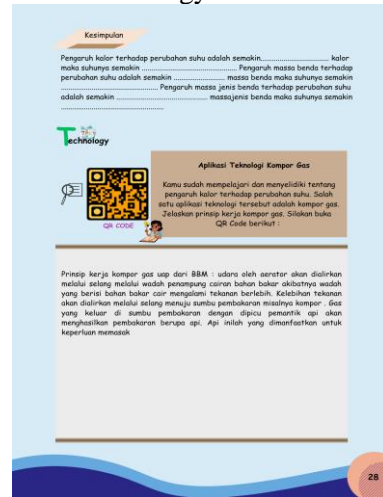 Kesimpulan
Pengaruh kalor terhadap perubahan suhu adalah semakin................................. kalor
maka suhunya semakin ............................................... Pengaruh massa benda terhadap
perubahan suhu adalah semakin ......................... massa benda maka suhunya semakin
................................................ Pengaruh massa jenis benda terhadap perubahan suhu
adalah semakin ............................................. massajenis benda maka suhunya semakin
...................................................
Technology
Aplikasi Teknologi Kompor Gas
Kamu sudah mempelajari dan menyelidiki tentang
pengaruh kalor terhadap perubahan suhu. Salah
satu aplikasi teknologi tersebut adalah kompor gas.
Jelaskan prinsip kerja kompor gas. Silakan buka
QR Code berikut :
QR CODE
Prinsip kerja kompor gas uap dari BBM : udara oleh aerator akan dialirkan
melalui selang melalui wadah penampung cairan bahan bakar akibatnya wadah
yang berisi bahan bakar cair mengalami tekanan berlebih. Kelebihan tekanan
akan dialirkan melalui selang menuju sumbu pembakaran misalnya kompor . Gas
yang keluar di sumbu pembakaran dengan dipicu pemantik api akan
menghasilkan pembakaran berupa api. Api inilah yang dimanfaatkan untuk
keperluan memasak
28